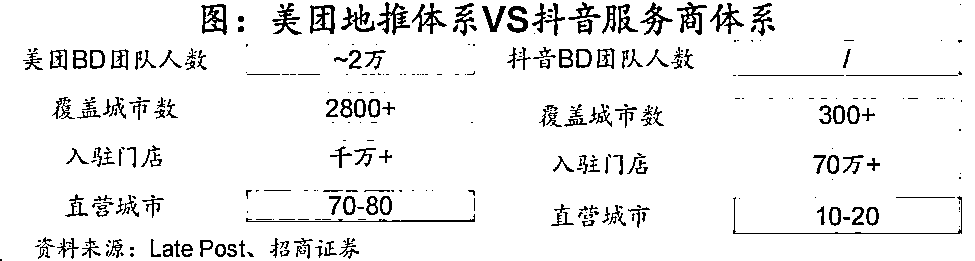 图：美团地推体系VS抖音服务商体系
美团BD团队人数 ~2万 抖音BD团队人数 /
覆盖城市数 2800+ 覆盖城市数 300+
入驻门店 千万+ 入驻门店 70万+
直营城市 70-80 直营城市 10-20
资料来源：Late Post、招商证券